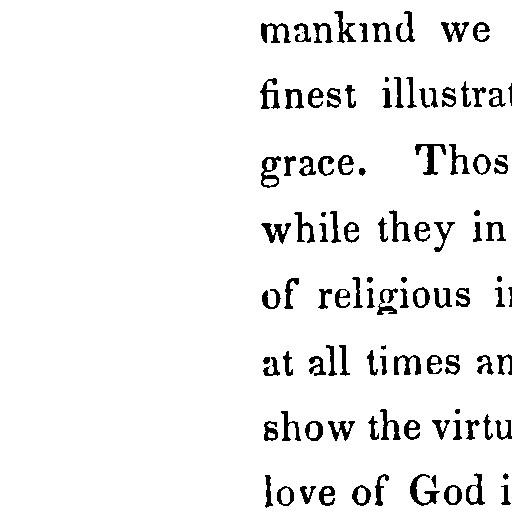 mankind we
finest illustrat
grace. Thos
while they in
of religious i
at all times an
show the virtu
love of God i